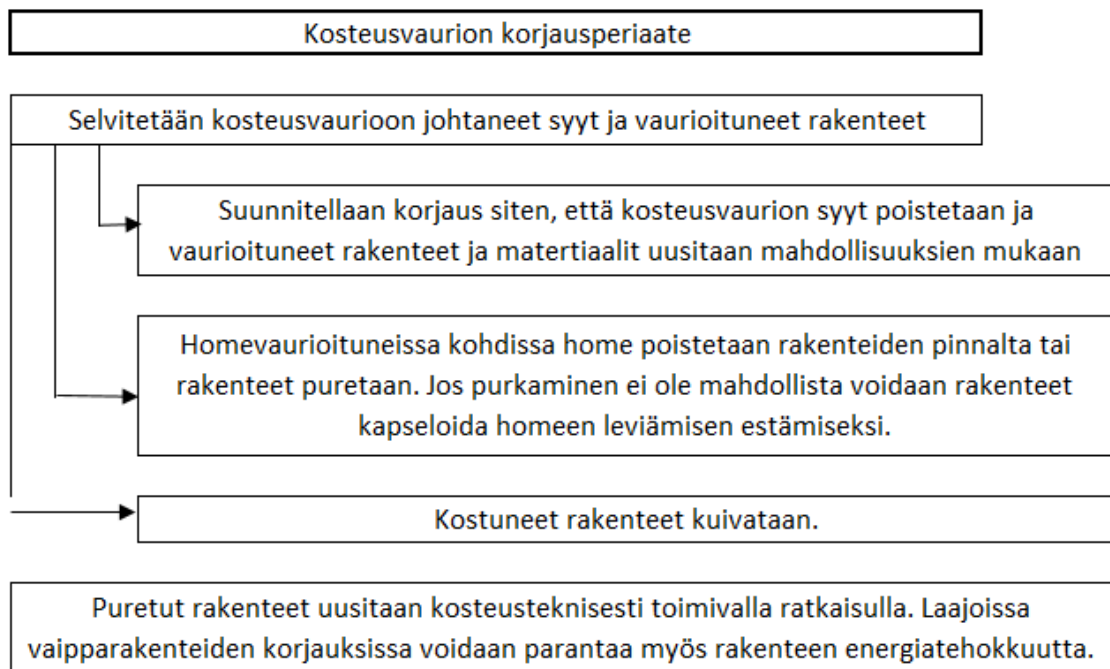 Kosteusvaurion korjausperiaate
Selvitetään kosteusvaurioon johtaneet syyt ja vaurioituneet rakenteet
Suunnitellaan korjaus siten, että kosteusvaurion syyt poistetaan ja
vaurioituneet rakenteet ja matertiaalit uusitaan mahdollisuuksien mukaan
Homevaurioituneissa kohdissa home poistetaan rakenteiden pinnalta tai
rakenteet puretaan. Jos purkaminen ei ole mahdollista voidaan rakenteet
kapseloida homeen leviämisen estämiseksi.
Kostuneet rakenteet kuivataan.
Puretut rakenteet uusitaan kosteusteknisesti toimivalla ratkaisulla. Laajoissa
vaipparakenteiden korjauksissa voidaan parantaa myös rakenteen energiatehokkuutta.